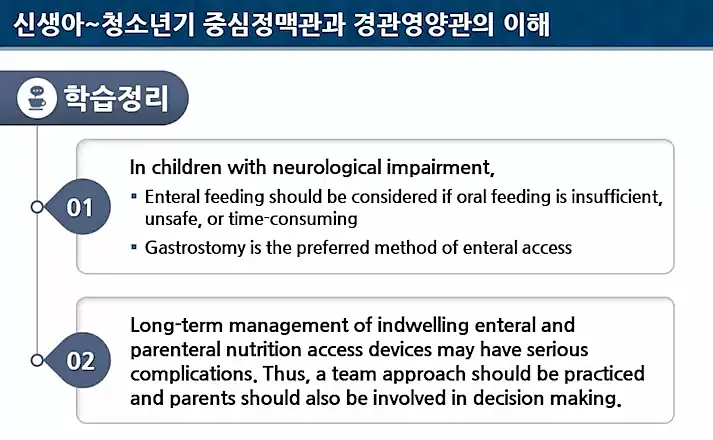 신생아~청소년기 중심정맥관과 경관영양관의 이해
학습정리
01
In children with neurological impairment,
▪ Enteral feeding should be considered if oral feeding is insufficient,
unsafe, or time-consuming
▪ Gastrostomy is the preferred method of enteral access
02
Long-term management of indwelling enteral and
parenteral nutrition access devices may have serious
complications. Thus, a team approach should be practiced
and parents should also be involved in decision making.